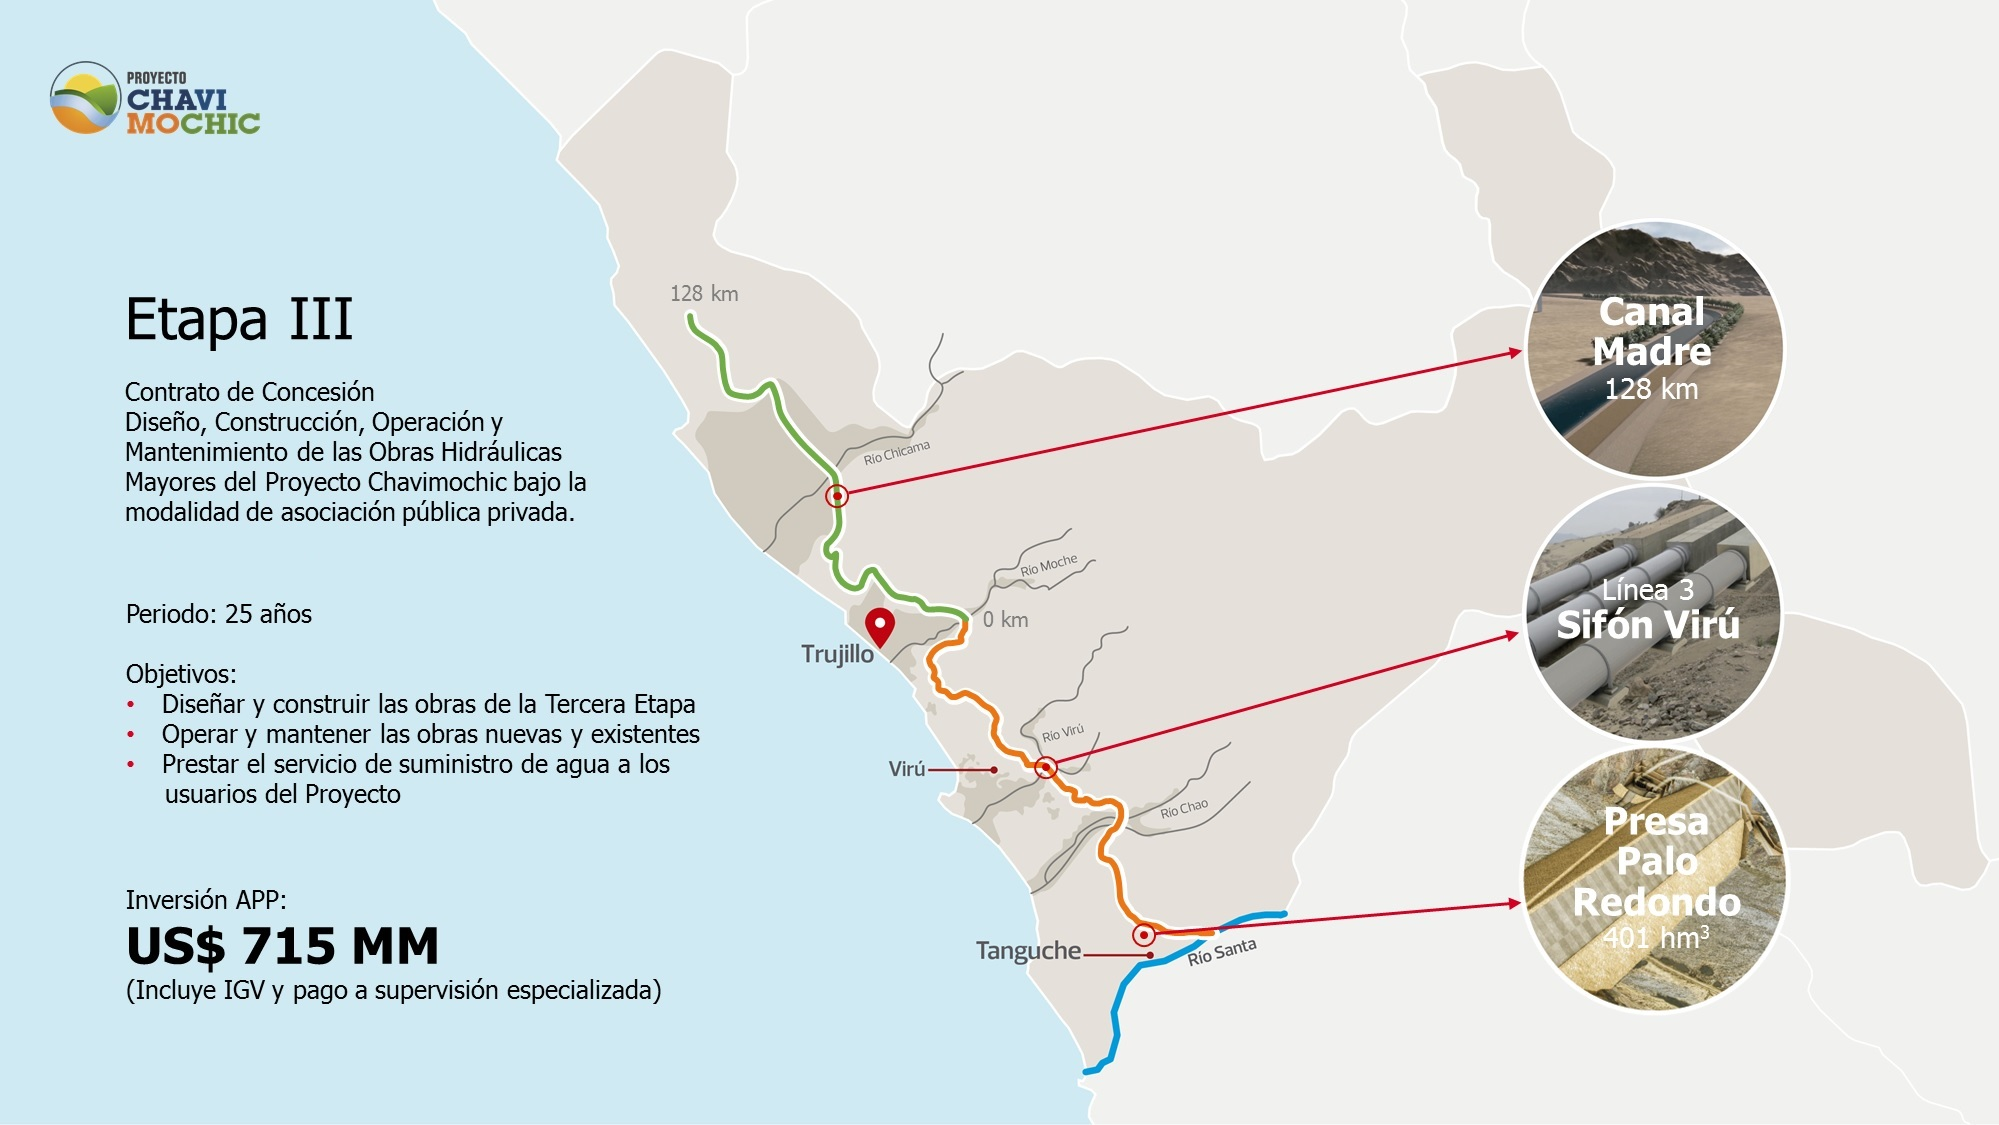 PROYECTO
CHAVI
MOCHIC
Etapa III
Contrato de Concesión
Diseño, Construcción, Operación y
Mantenimiento de las Obras Hidráulicas
Mayores del Proyecto Chavimochic bajo la
modalidad de asociación pública privada.
Periodo: 25 años
Objetivos:
• Diseñar y construir las obras de la Tercera Etapa
• Operar y mantener las obras nuevas y existentes
• Prestar el servicio de suministro de agua a los
usuarios del Proyecto
Inversión APP:
US$ 715 MM
(Incluye IGV y pago a supervisión especializada)
128 km
Río Chicama
Río Moche
0 km
Trujillo
Río Virú
Virú
Río Chao
Tanguche
Río Santa
Canal
Madre
128 km
Línea 3
Sifón Virú
Presa
Palo
Redondo
401 hm³